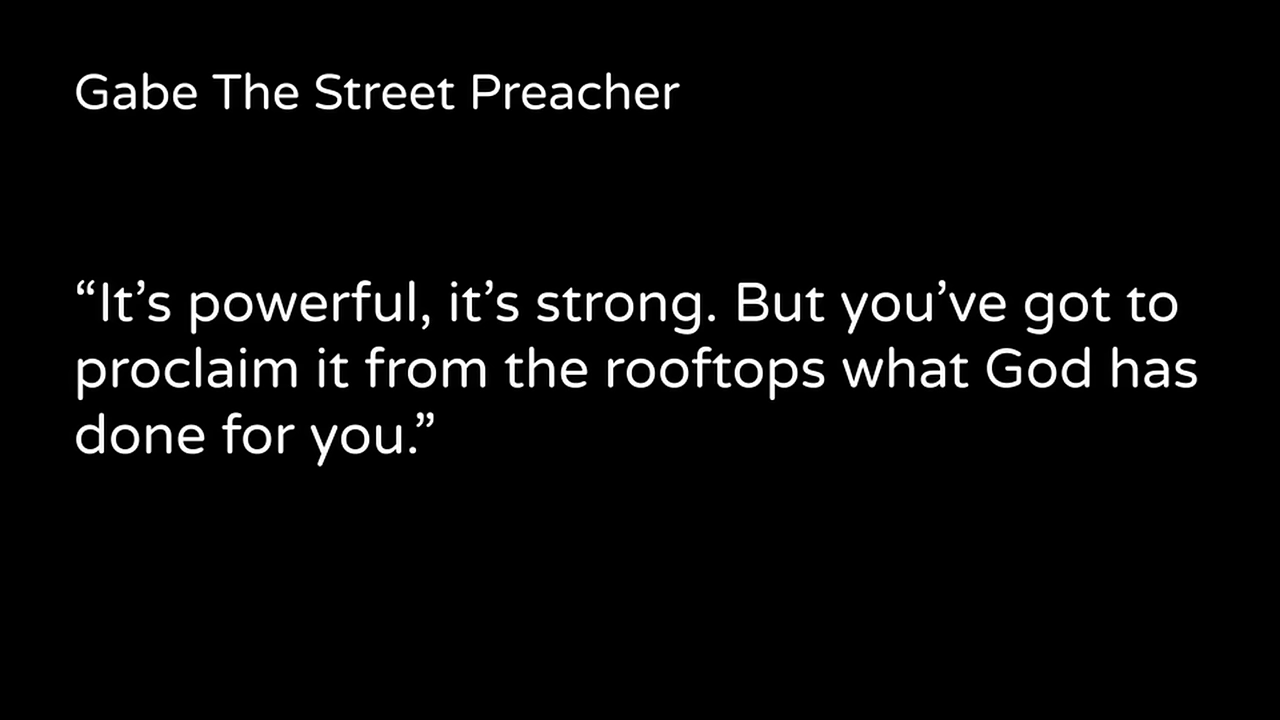 Gabe The Street Preacher
“It’s powerful, it’s strong. But you’ve got to
proclaim it from the rooftops what God has
done for you.”